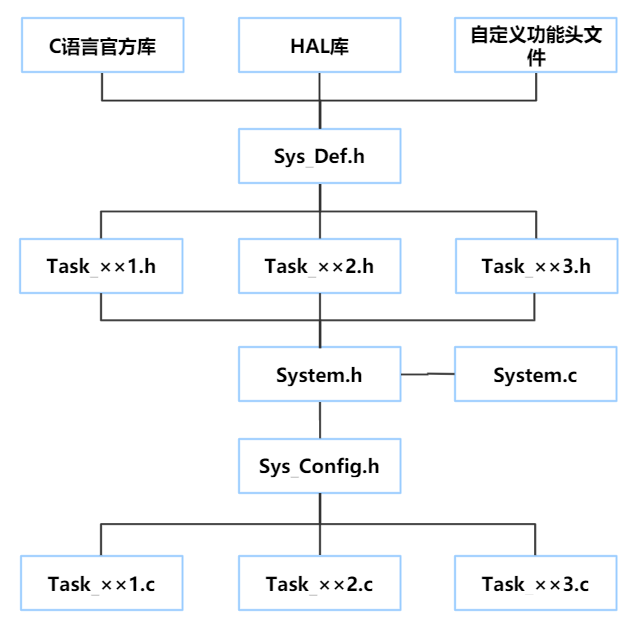 C语言官方库
HAL库
自定义功能头文
件
Sys_Def.h
Task_××1.h
Task_××2.h
Task_××3.h
System.h
System.c
Sys_Config.h
Task_××1.c
Task_××2.c
Task_××3.c